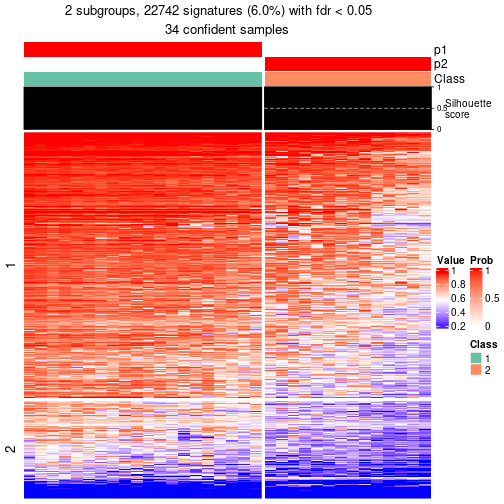 2 subgroups, 22742 signatures (6.0%) with fdr < 0.05
34 confident samples
p1
p2
Class
1
0.5
0
Silhouette
score
1
2
Value
1
0.8
0.6
0.4
0.2
Prob
1
0.5
0
Class
1
2